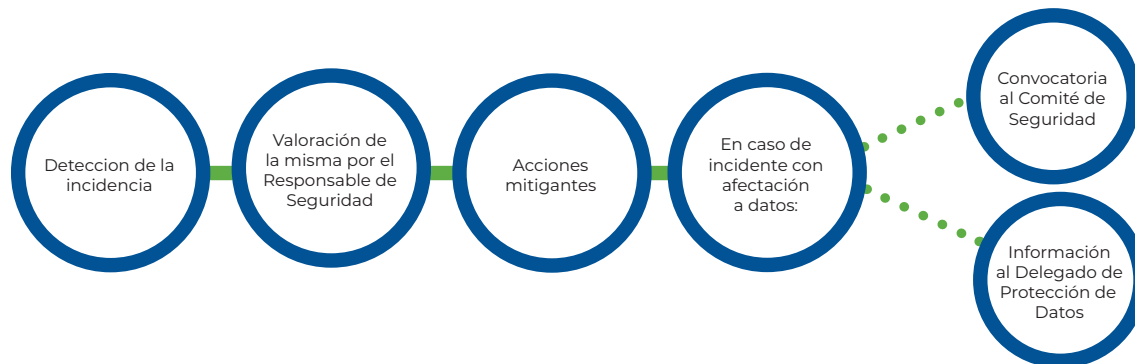 Deteccion de la
incidencia
Valoración de
la misma por el
Responsable de
Seguridad
Acciones
mitigantes
En caso de
incidente con
afectación
a datos:
Convocatoria
al Comité de
Seguridad
Información
al Delegado de
Protección de
Datos